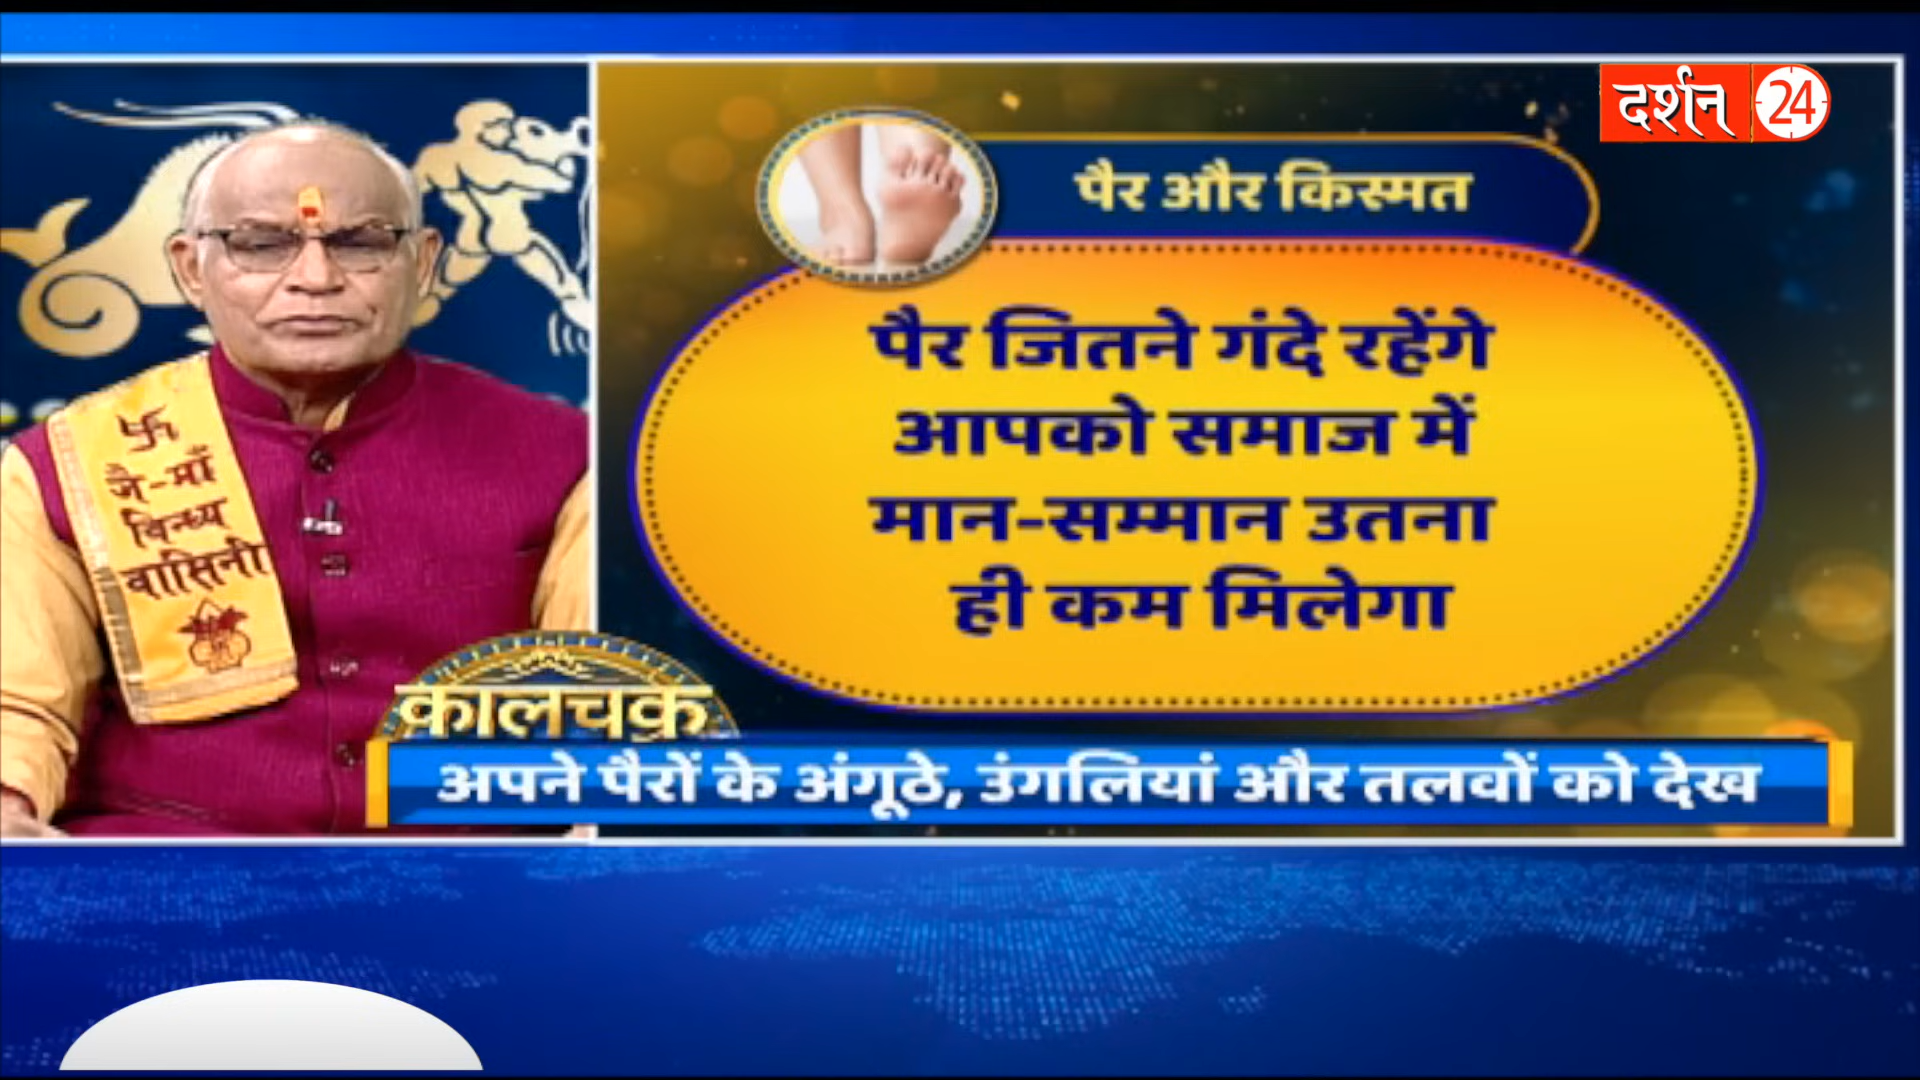 दर्शन 24
पैर और किस्मत
पैर जितने गंदे रहेंगे
आपको समाज में
मान-सम्मान उतना
ही कम मिलेगा
जै-माँ
विन्ध्य
वासिनी
कालचक्र
अपने पैरों के अंगूठे, उंगलियां और तलवों को देख